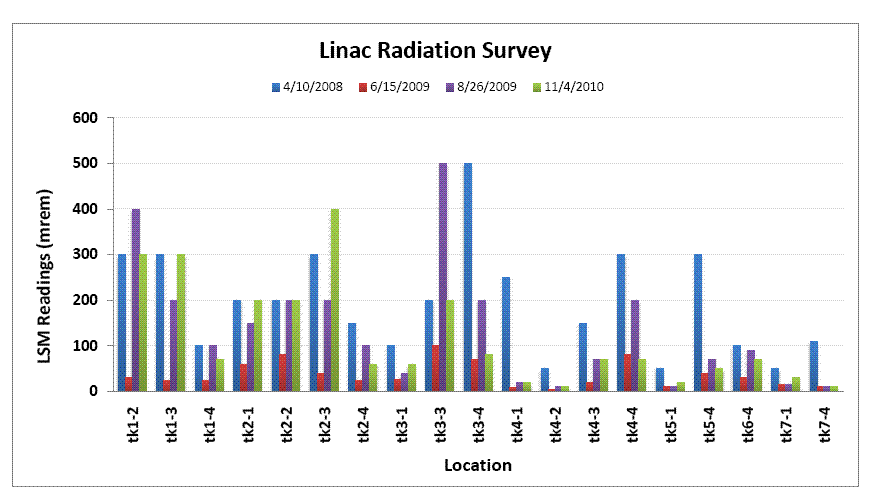 Linac Radiation Survey
4/10/2008 6/15/2009 8/26/2009 11/4/2010
600
500
400
300
200
100
0
LSM Readings (mrem)
tk1-2 tk1-3 tk1-4 tk2-1 tk2-2 tk2-3 tk2-4 tk3-1 tk3-3 tk3-4 tk4-1 tk4-2 tk4-3 tk4-4 tk5-1 tk5-4 tk6-4 tk7-1 tk7-4
Location